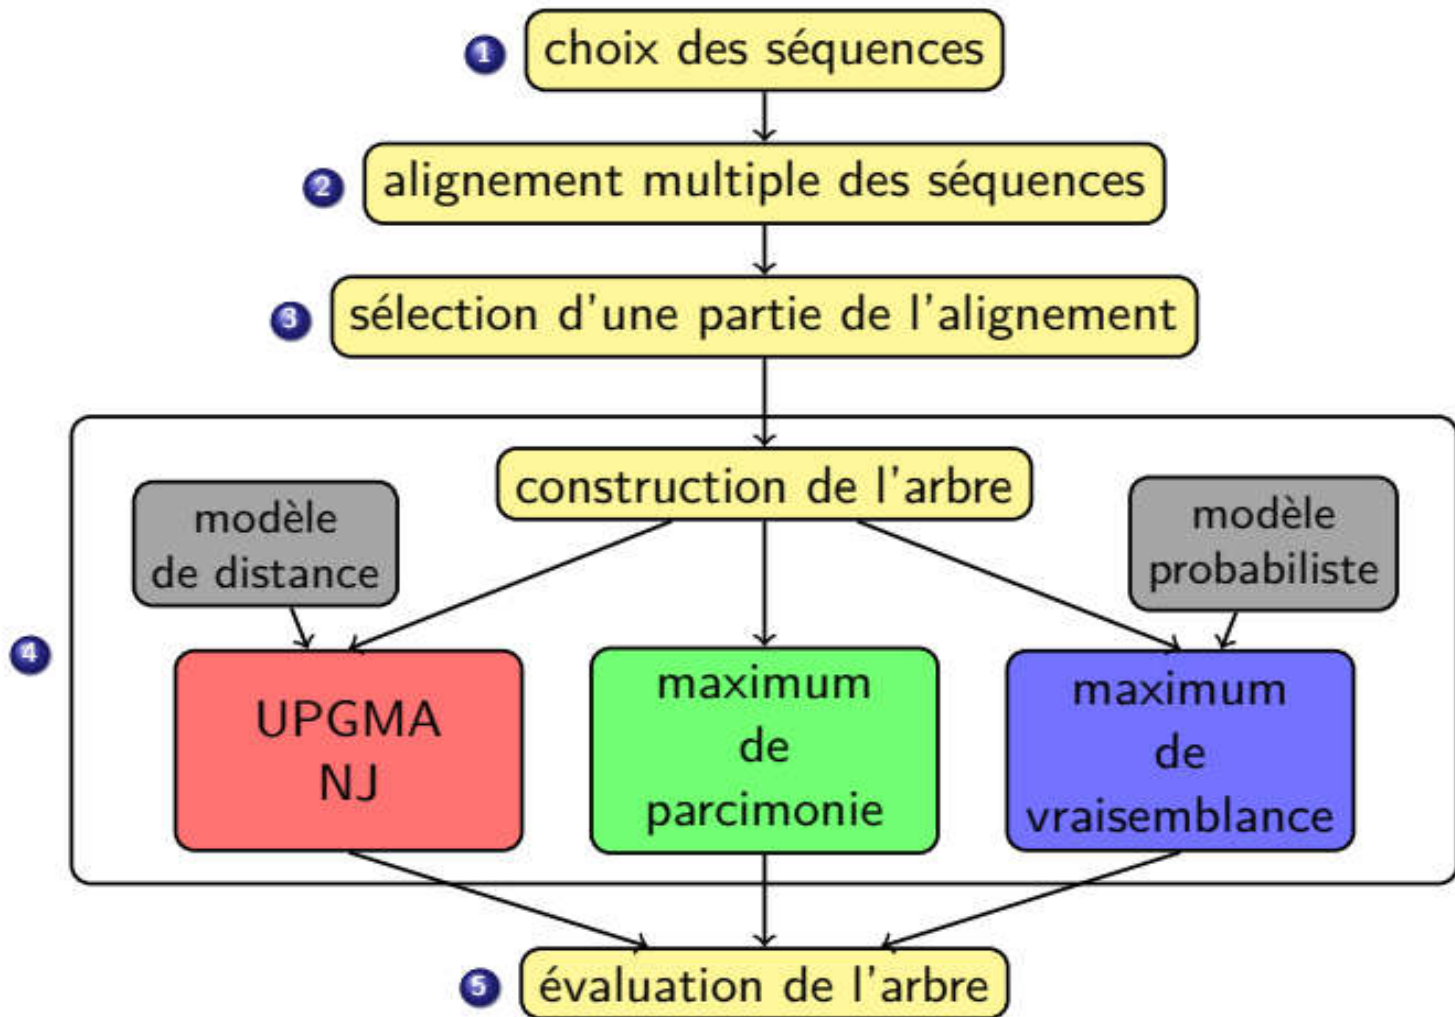 1 choix des séquences
2 alignement multiple des séquences
3 sélection d'une partie de l'alignement
construction de l'arbre
modèle
de distance
modèle
probabiliste
4
UPGMA
NJ
maximum
de
parcimonie
maximum
de
vraisemblance
5 évaluation de l'arbre